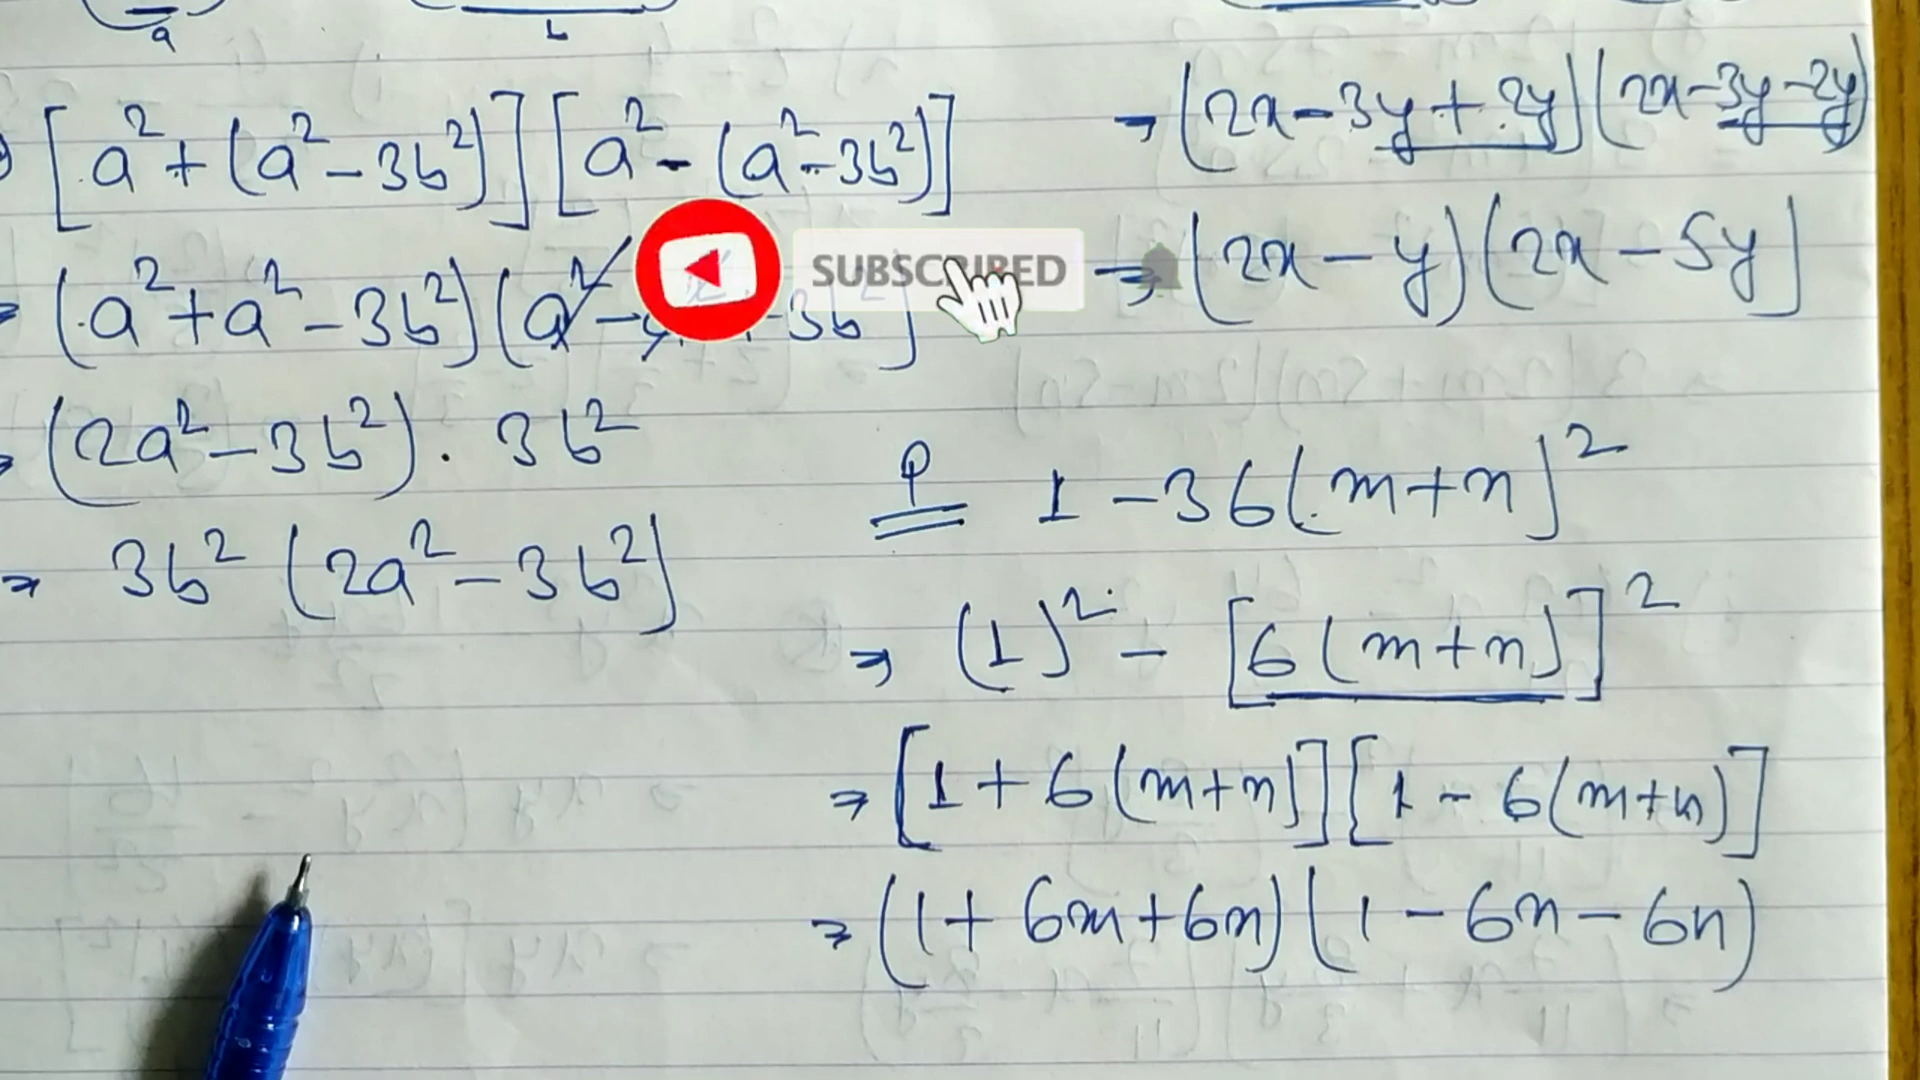 a
b
[a² + (a² - 3b²)] [a² - (a² - 3b²)]
(a² + a² - 3b²) (a² - 3b²)
(2a² - 3b²) . 3b²
⇒ 3b² (2a² - 3b²)
⇒ (2x - 3y + 2y) (2x - 3y - 2y)
⇒ (2x - y) (2x - 5y)
SUBSCRIBED
P 1 - 36(m+n)²
⇒ (1)² - [6(m+n)]²
⇒ [1 + 6(m+n)] [1 - 6(m+n)]
⇒ (1 + 6m + 6n) (1 - 6n - 6n)